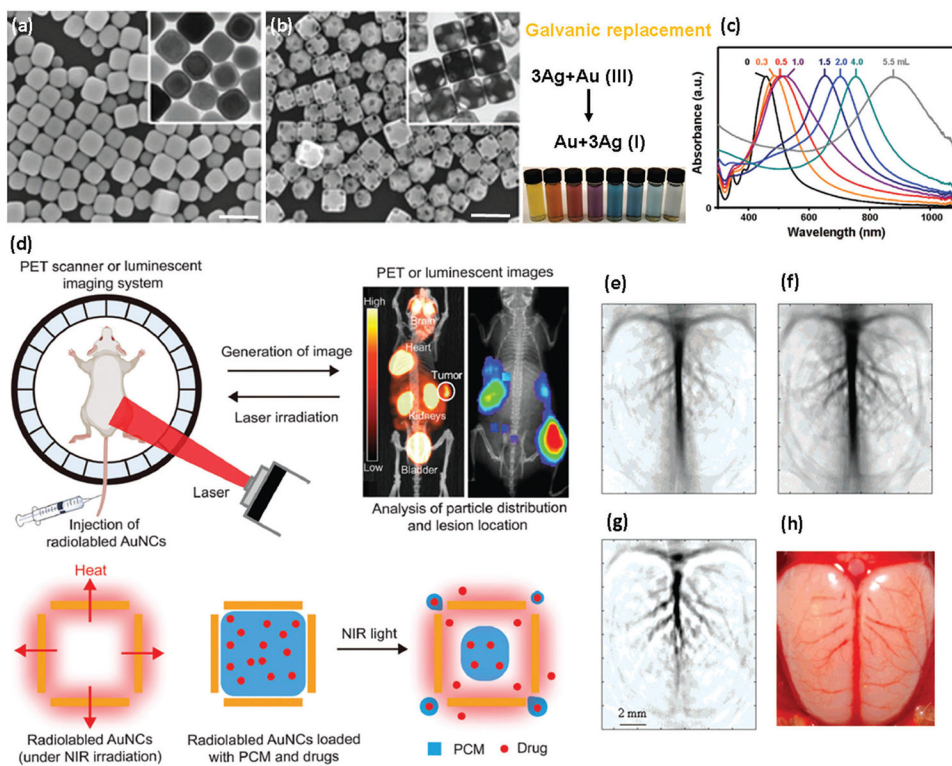 (a)
(b)
Galvanic replacement
3Ag+Au (III)
Au+3Ag (I)
(c)
Absorbance (a.u.)
0
0.3
0.5
1.0
1.5
2.0
4.0
5.5 mL
400
600
800
1000
Wavelength (nm)
(d)
PET scanner or luminescent
imaging system
Generation of image
Laser irradiation
Laser
Injection of
radiolabled AuNCs
PET or luminescent images
High
Low
Brain
Heart
Tumor
Kidneys
Bladder
Analysis of particle distribution
and lesion location
(e)
(f)
(g)
2 mm
(h)
Heat
Radiolabled AuNCs
(under NIR irradiation)
Radiolabled AuNCs loaded
with PCM and drugs
NIR light
PCM
Drug